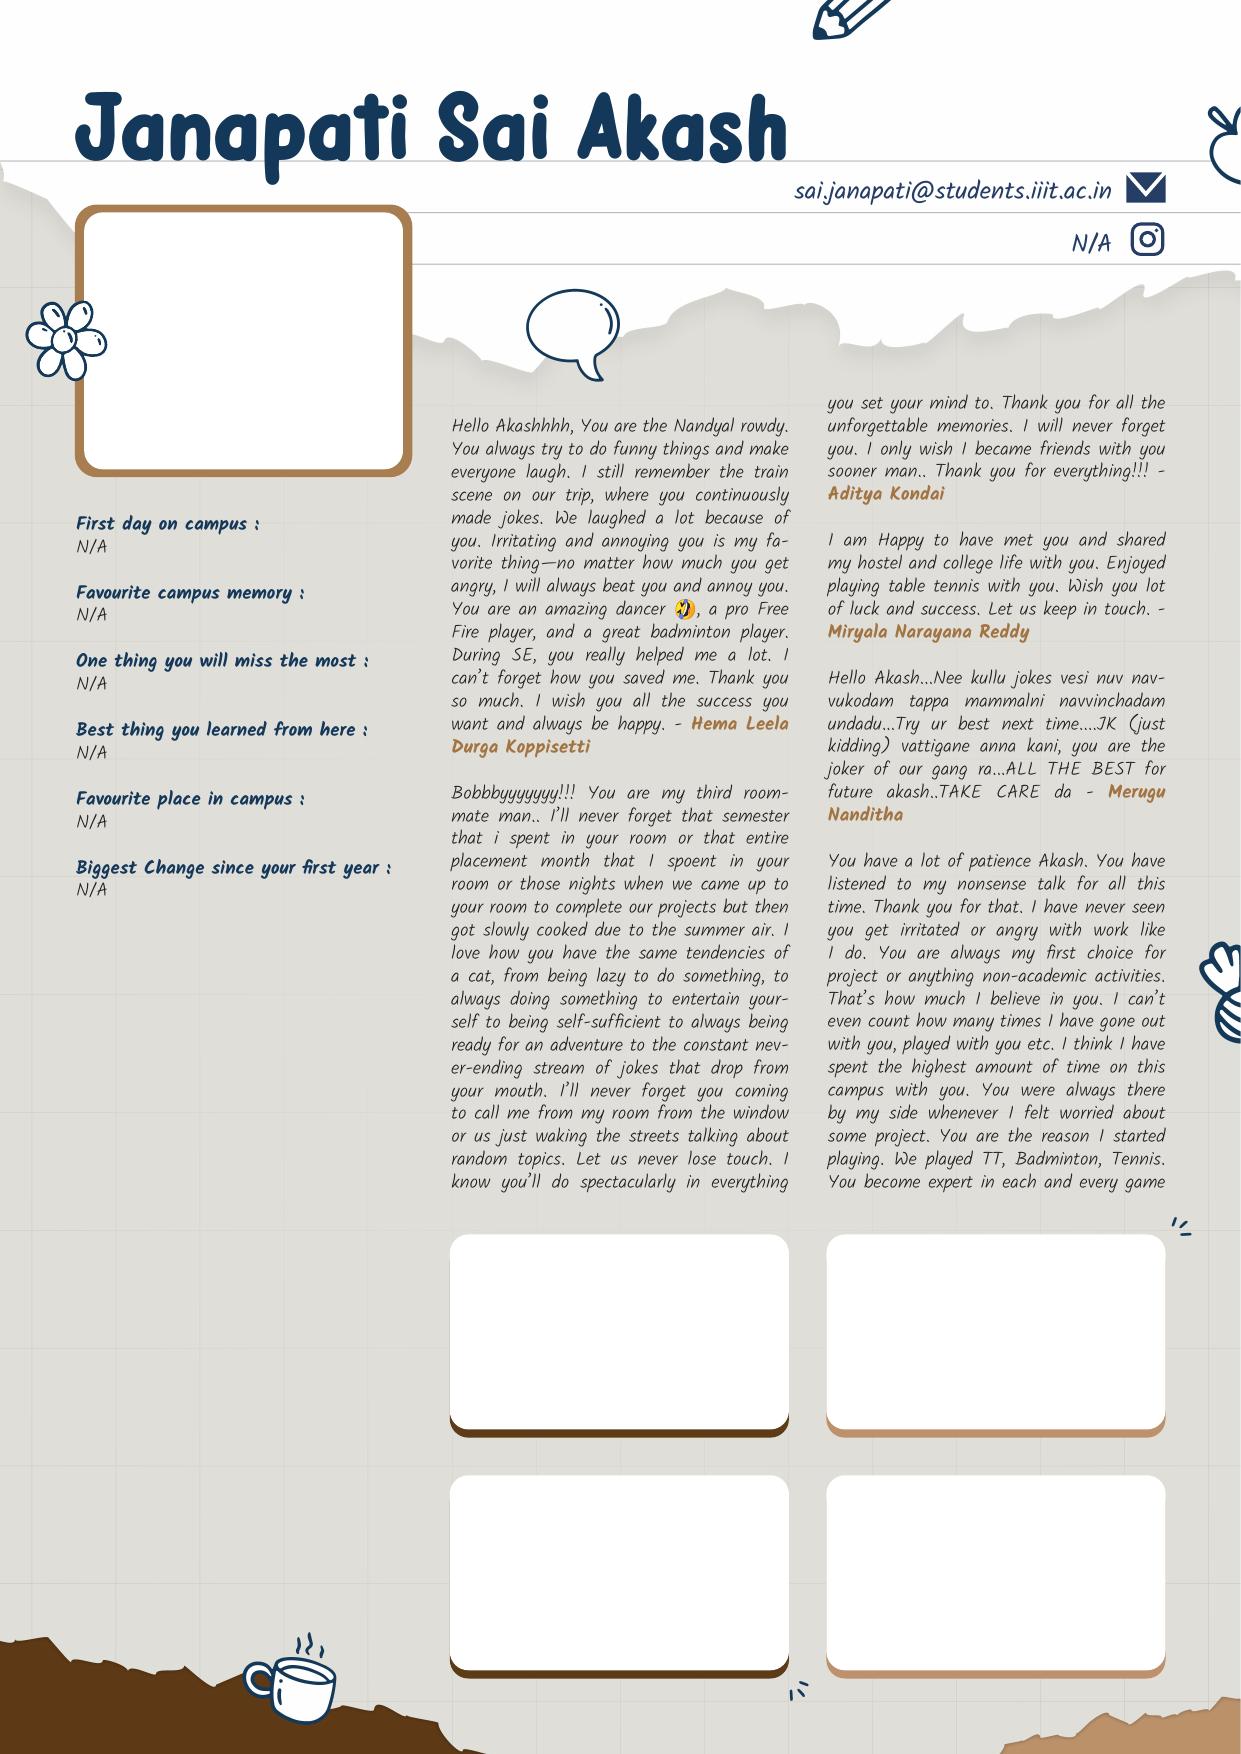 Janapati Sai Akash
sai.janapati@students.iiit.ac.in
N/A
First day on campus :
N/A
Favourite campus memory :
N/A
One thing you will miss the most :
N/A
Best thing you learned from here :
N/A
Favourite place in campus :
N/A
Biggest Change since your first year :
N/A
Hello Akashhhh, You are the Nandyal rowdy.
You always try to do funny things and make
everyone laugh. I still remember the train
scene on our trip, where you continuously
made jokes. We laughed a lot because of
you. Irritating and annoying you is my fa-
vorite thing—no matter how much you get
angry, I will always beat you and annoy you.
You are an amazing dancer 🤣, a pro Free
Fire player, and a great badminton player.
During SE, you really helped me a lot. I
can't forget how you saved me. Thank you
so much. I wish you all the success you
want and always be happy. - Hema Leela
Durga Koppisetti
Bobbbyyyyyyy!!! You are my third room-
mate man.. I'll never forget that semester
that i spent in your room or that entire
placement month that I spoent in your
room or those nights when we came up to
your room to complete our projects but then
got slowly cooked due to the summer air. I
love how you have the same tendencies of
a cat, from being lazy to do something, to
always doing something to entertain your-
self to being self-sufficient to always being
ready for an adventure to the constant nev-
er-ending stream of jokes that drop from
your mouth. I'll never forget you coming
to call me from my room from the window
or us just waking the streets talking about
random topics. Let us never lose touch. I
know you'll do spectacularly in everything
you set your mind to. Thank you for all the
unforgettable memories. I will never forget
you. I only wish I became friends with you
sooner man.. Thank you for everything!!! -
Aditya Kondai
I am Happy to have met you and shared
my hostel and college life with you. Enjoyed
playing table tennis with you. Wish you lot
of luck and success. Let us keep in touch. -
Miryala Narayana Reddy
Hello Akash...Nee kullu jokes vesi nuv nav-
vukodam tappa mammalni navvinchadam
undadu...Try ur best next time....JK (just
kidding) vattigane anna kani, you are the
joker of our gang ra...ALL THE BEST for
future akash..TAKE CARE da - Merugu
Nanditha
You have a lot of patience Akash. You have
listened to my nonsense talk for all this
time. Thank you for that. I have never seen
you get irritated or angry with work like
I do. You are always my first choice for
project or anything non-academic activities.
That's how much I believe in you. I can't
even count how many times I have gone out
with you, played with you etc. I think I have
spent the highest amount of time on this
campus with you. You were always there
by my side whenever I felt worried about
some project. You are the reason I started
playing. We played TT, Badminton, Tennis.
You become expert in each and every game